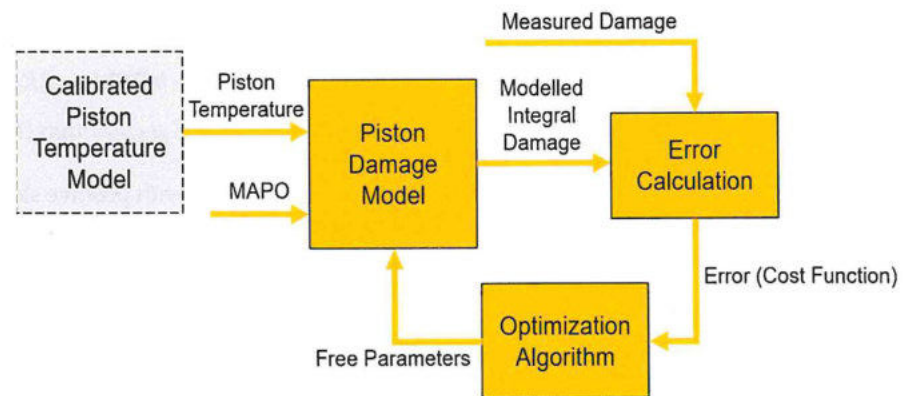 Measured Damage
Calibrated
Piston
Temperature
Model
Piston
Temperature
MAPO
Piston
Damage
Model
Modelled
Integral
Damage
Error
Calculation
Error (Cost Function)
Optimization
Algorithm
Free Parameters